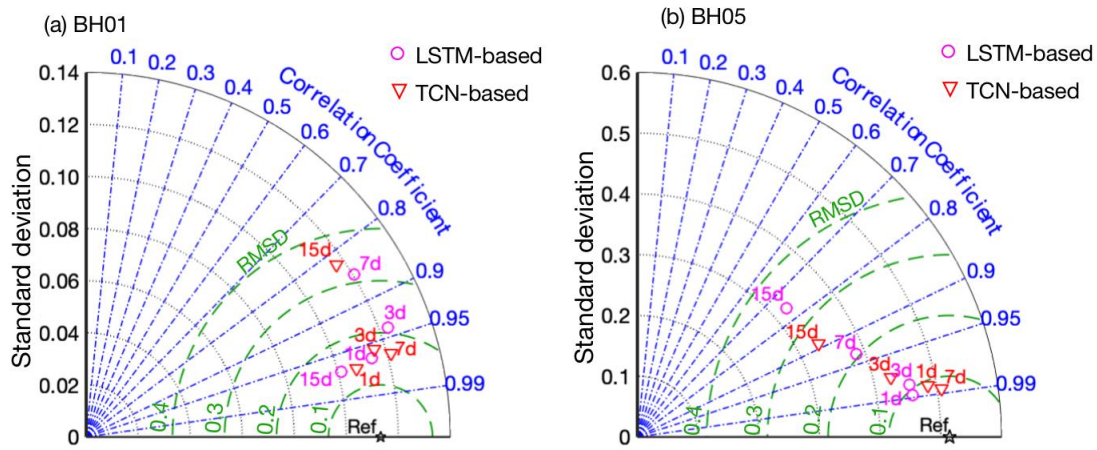 (a) BH01
LSTM-based
TCN-based
Correlation Coefficient
0.1 0.2 0.3 0.4 0.5 0.6 0.7 0.8 0.9 0.95 0.99
Standard deviation
0.14
0.12
0.10
0.08
0.06
0.04
0.02
0
RMSD
15d 7d
3d
3d 7d
1d
15d 1d
0.4 0.3 0.2 0.1
Ref
(b) BH05
LSTM-based
TCN-based
Correlation Coefficient
0.1 0.2 0.3 0.4 0.5 0.6 0.7 0.8 0.9 0.95 0.99
Standard deviation
0.6
0.5
0.4
0.3
0.2
0.1
0
RMSD
15d
15d 7d
3d 3d 1d 7d
1d
0.4 0.3 0.2 0.1
Ref